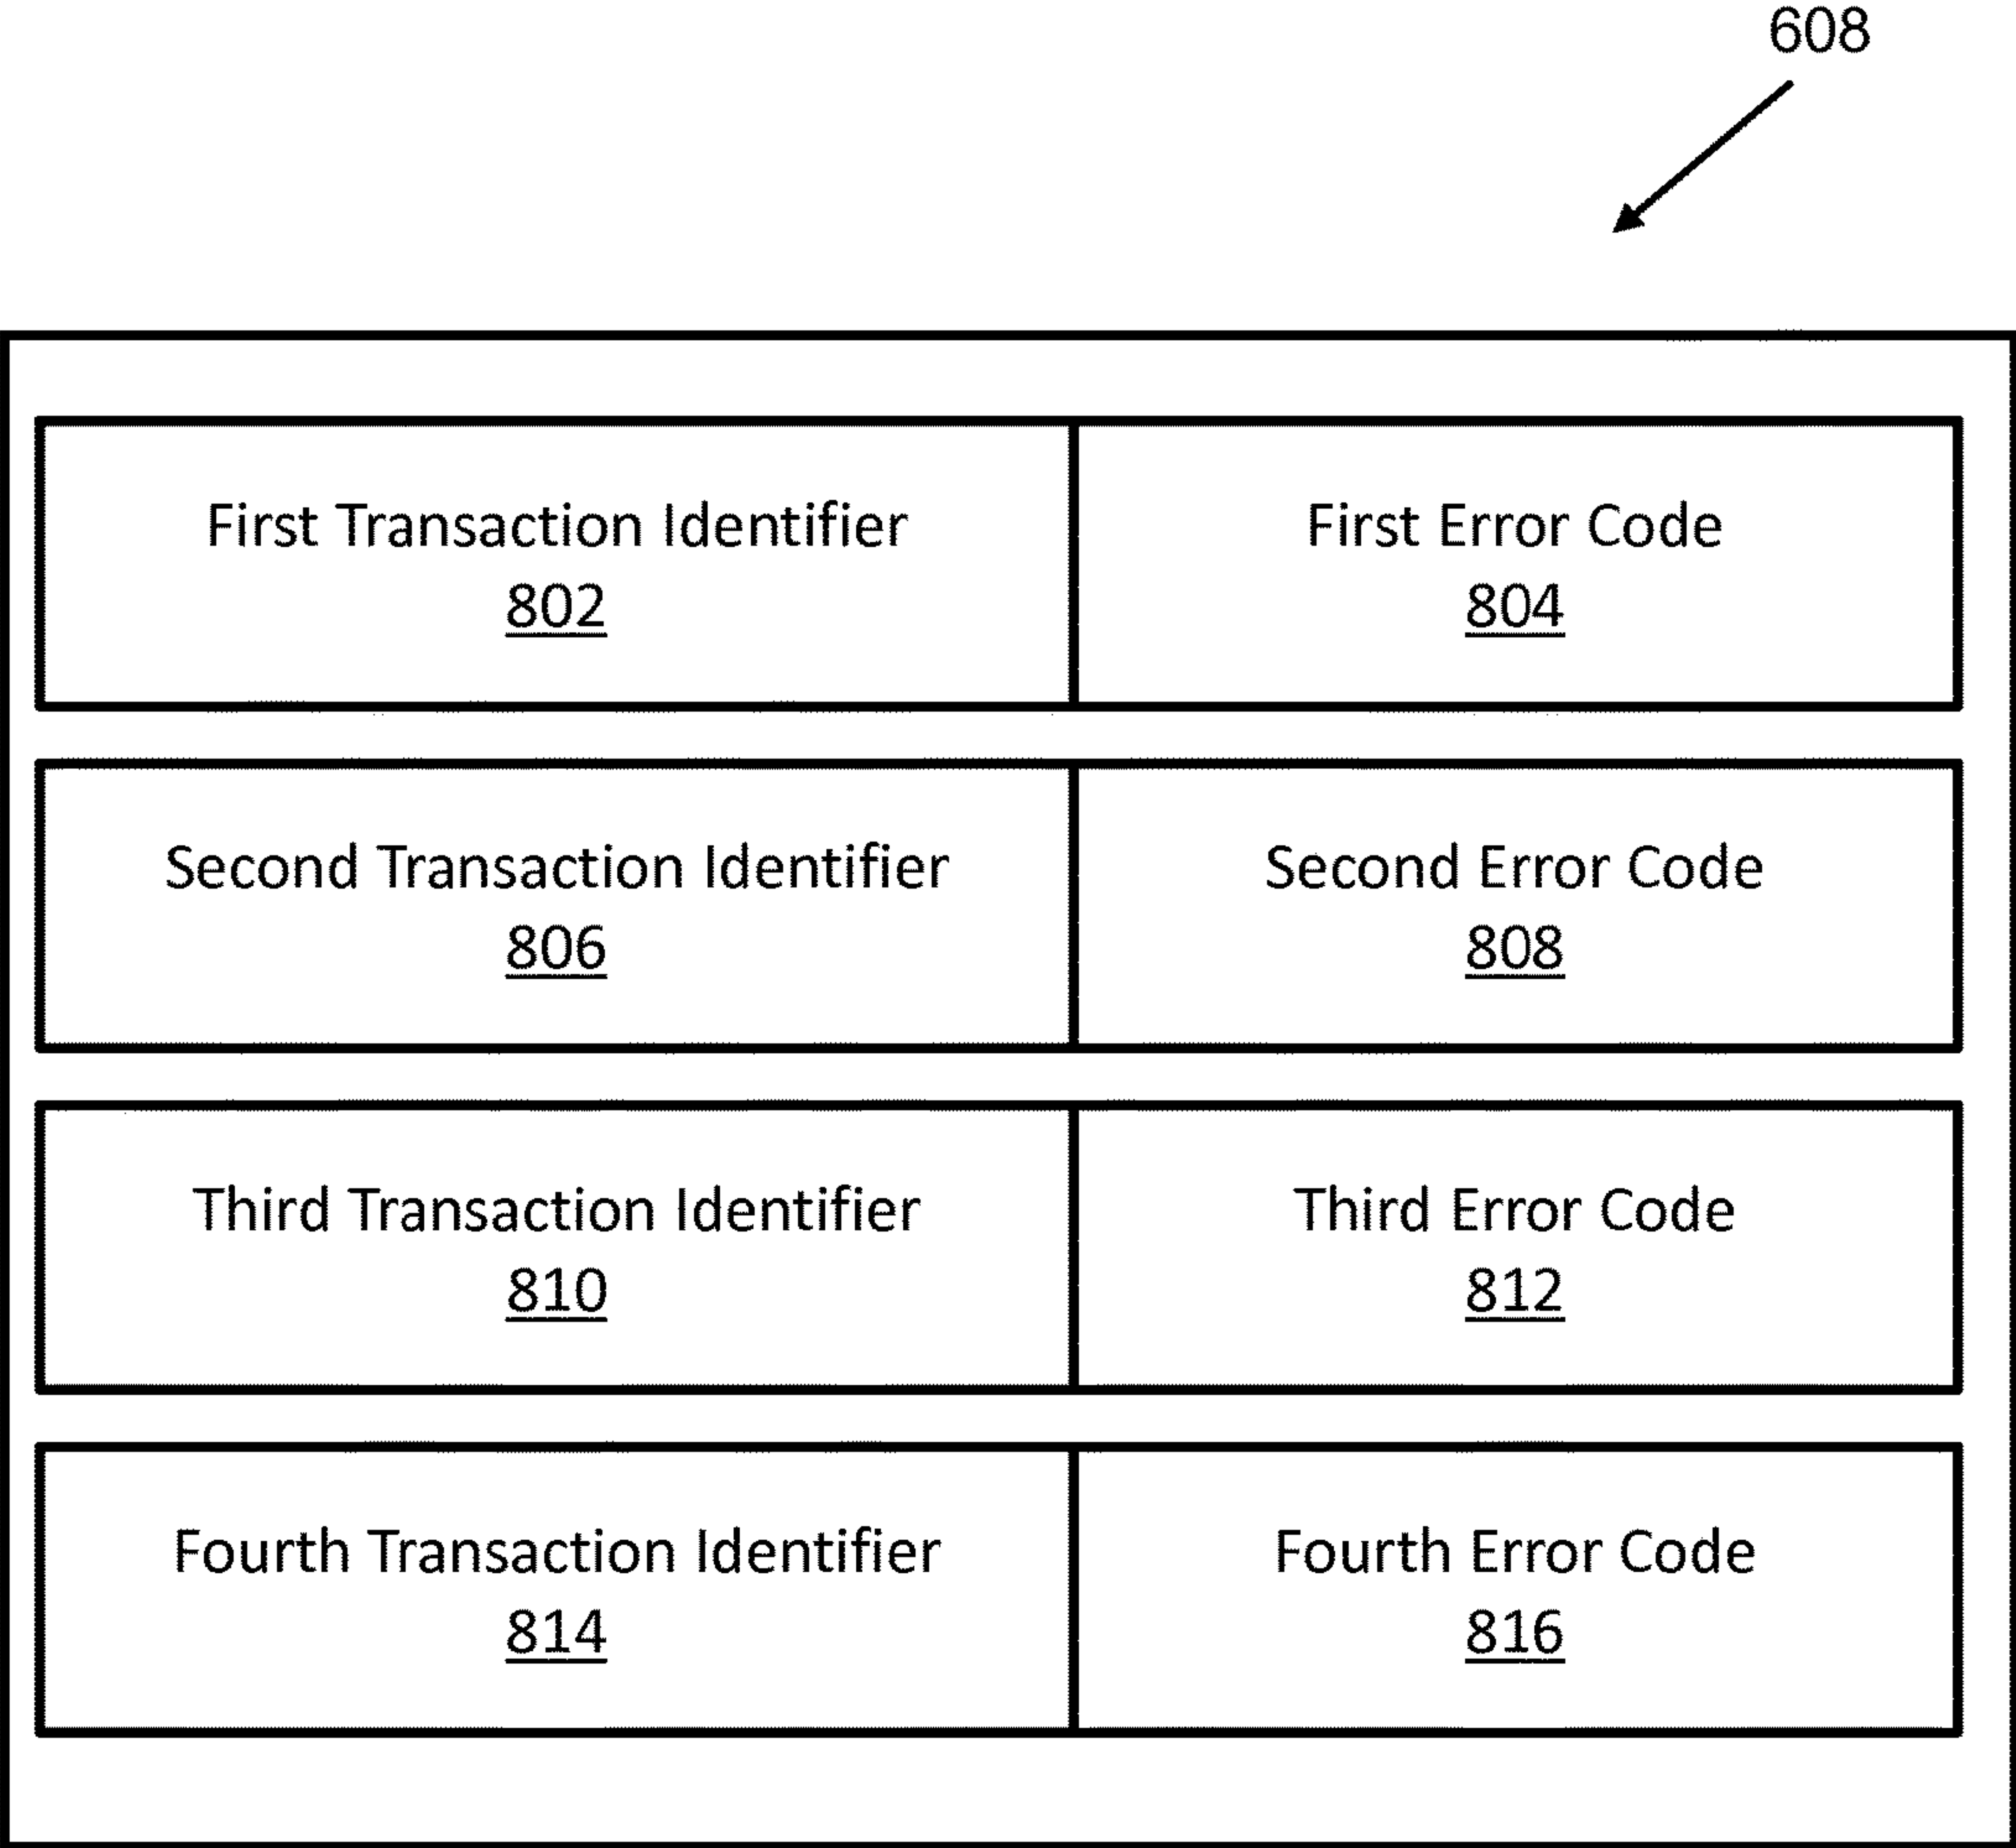 608
First Transaction Identifier
802
First Error Code
804
Second Transaction Identifier
806
Second Error Code
808
Third Transaction Identifier
810
Third Error Code
812
Fourth Transaction Identifier
814
Fourth Error Code
816